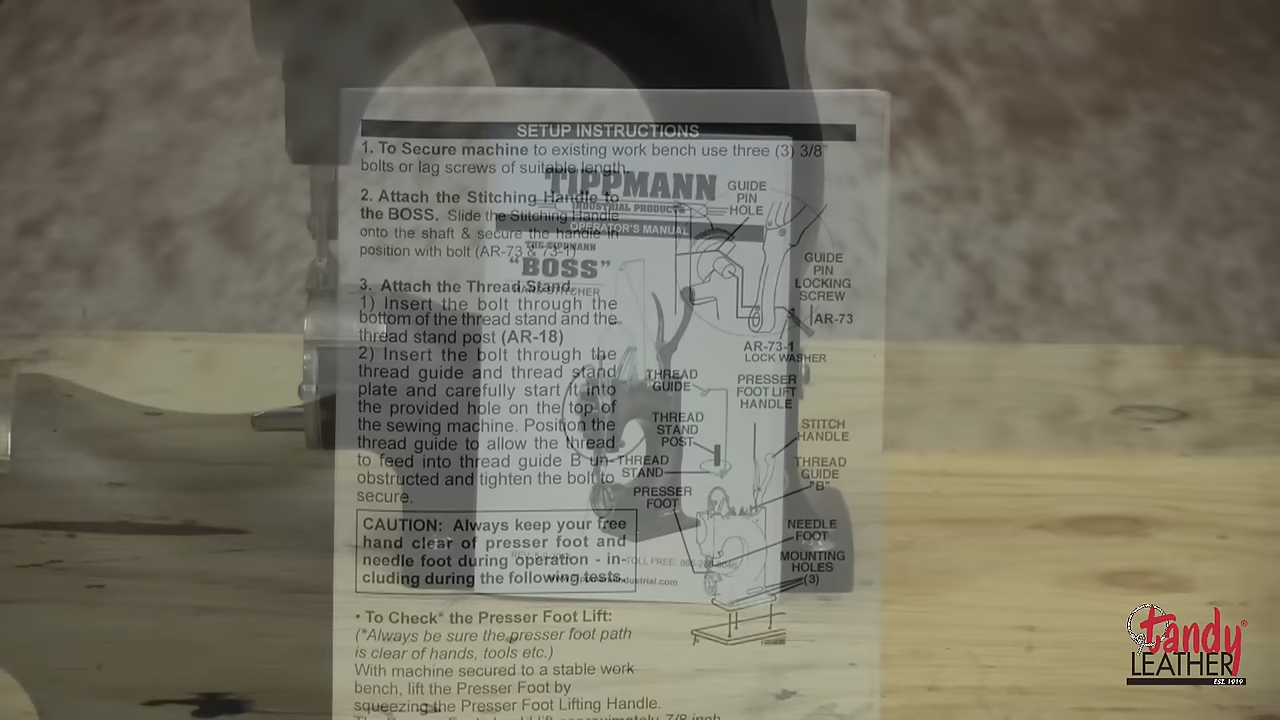 SETUP INSTRUCTIONS
1. To Secure machine to existing work bench use three (3) 3/8"
bolts or lag screws of suitable length.
2. Attach the Stitching Handle to
the BOSS. Slide the Stitching Handle
onto the shaft & secure the handle in
position with bolt (AR-73 & 73-1)
3. Attach the Thread Stand
1) Insert the bolt through the
bottom of the thread stand and the
thread stand post (AR-18)
2) Insert the bolt through the
thread guide and thread stand
plate and carefully start it into
the provided hole on the top of
the sewing machine. Position the
thread guide to allow the thread
to feed into thread guide B un-
obstructed and tighten the bolt to
secure.
CAUTION: Always keep your free
hand clear of presser foot and
needle foot during operation - in-
cluding during the following tests.
• To Check* the Presser Foot Lift:
(*Always be sure the presser foot path
is clear of hands, tools etc.)
With machine secured to a stable work
bench, lift the Presser Foot by
squeezing the Presser Foot Lifting Handle.
GUIDE
PIN
HOLE
GUIDE
PIN
LOCKING
SCREW
AR-73
AR-73-1
LOCK WASHER
THREAD
GUIDE
PRESSER
FOOT LIFT
HANDLE
THREAD
STAND
POST
STITCH
HANDLE
THREAD
STAND
THREAD
GUIDE
"B"
PRESSER
FOOT
NEEDLE
FOOT
MOUNTING
HOLES
(3)
TIPPMANN
INDUSTRIAL PRODUCTS
OPERATOR'S MANUAL
THE TIPPMANN
"BOSS"
TOLL FREE:
tandy®
LEATHER
EST. 1919